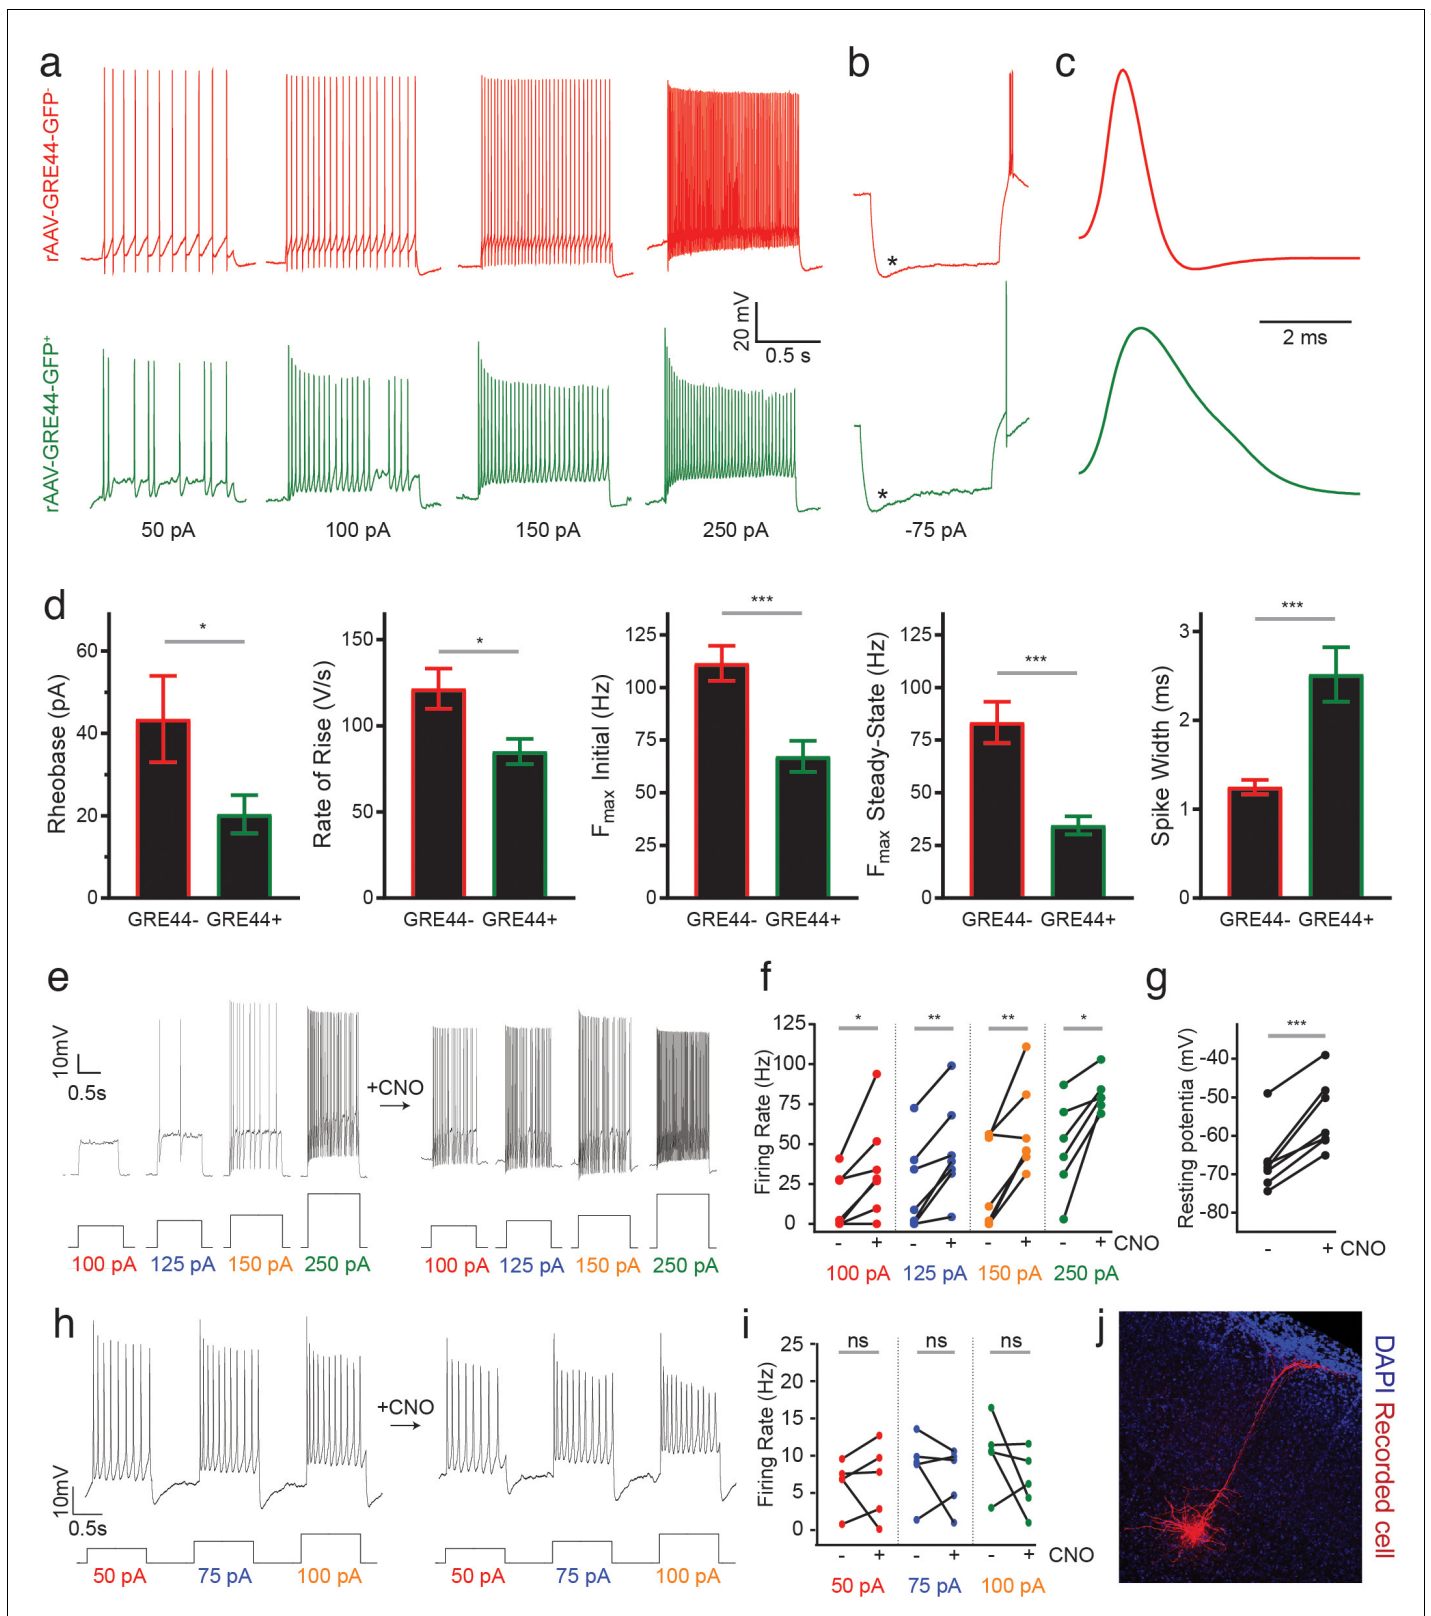 a
b
c
rAAV-GRE44-GFP-
20 mV
0.5 s
2 ms
rAAV-GRE44-GFP+
*
*
50 pA
100 pA
150 pA
250 pA
-75 pA
d
Rheobase (pA)
60
40
20
0
*
GRE44- GRE44+
Rate of Rise (V/s)
150
100
50
0
*
GRE44- GRE44+
Fmax Initial (Hz)
125
100
75
50
25
0
***
GRE44- GRE44+
Fmax Steady-State (Hz)
125
100
75
50
25
0
***
GRE44- GRE44+
Spike Width (ms)
3
2
1
0
***
GRE44- GRE44+
e
10mV
0.5s
+CNO
100 pA
125 pA
150 pA
250 pA
100 pA
125 pA
150 pA
250 pA
f
Firing Rate (Hz)
125
100
75
50
25
0
*
**
**
*
- + - + - + - + CNO
100 pA
125 pA
150 pA
250 pA
g
Resting potentia (mV)
-40
-50
-60
-70
-80
***
- + CNO
h
10mV
0.5s
+CNO
50 pA
75 pA
100 pA
50 pA
75 pA
100 pA
i
Firing Rate (Hz)
25
20
15
10
5
0
ns
ns
ns
- + - + - + CNO
50 pA
75 pA
100 pA
j
DAPI Recorded cell